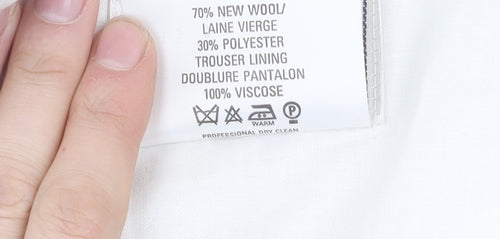 70% NEW WOOL/
LAINE VIERGE
30% POLYESTER
TROUSER LINING
DOUBLURE PANTALON
100% VISCOSE
WARM
P
PROFESSIONAL DRY CLEAN